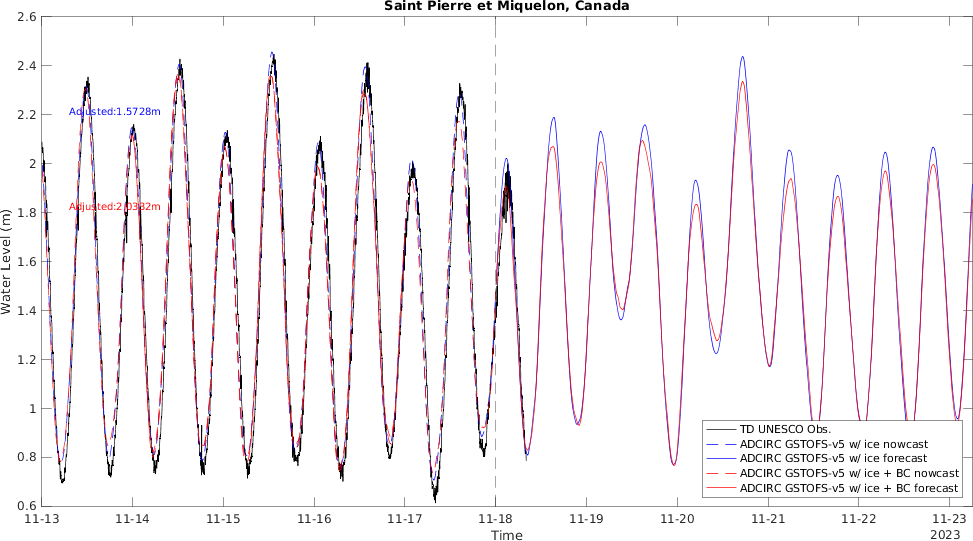 Saint Pierre et Miquelon, Canada
2.6
2.4
2.2
2
1.8
1.6
1.4
1.2
1
0.8
0.6
Water Level (m)
Adjusted:1.5728m
Adjusted:2.0332m
TD UNESCO Obs.
ADCIRC GSTOFS-v5 w/ ice nowcast
ADCIRC GSTOFS-v5 w/ ice forecast
ADCIRC GSTOFS-v5 w/ ice + BC nowcast
ADCIRC GSTOFS-v5 w/ ice + BC forecast
11-13 11-14 11-15 11-16 11-17 11-18 11-19 11-20 11-21 11-22 11-23
Time
2023